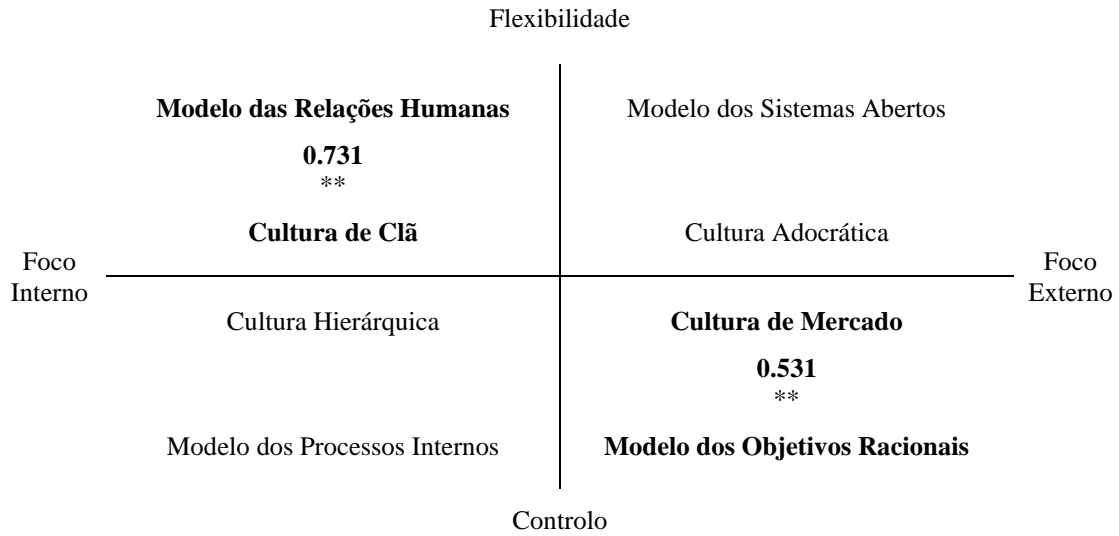 Flexibilidade
Modelo das Relações Humanas
Modelo dos Sistemas Abertos
0.731
**
Cultura de Clã
Cultura Adocrática
Foco
Interno
Foco
Externo
Cultura Hierárquica
Cultura de Mercado
0.531
**
Modelo dos Processos Internos
Modelo dos Objetivos Racionais
Controlo